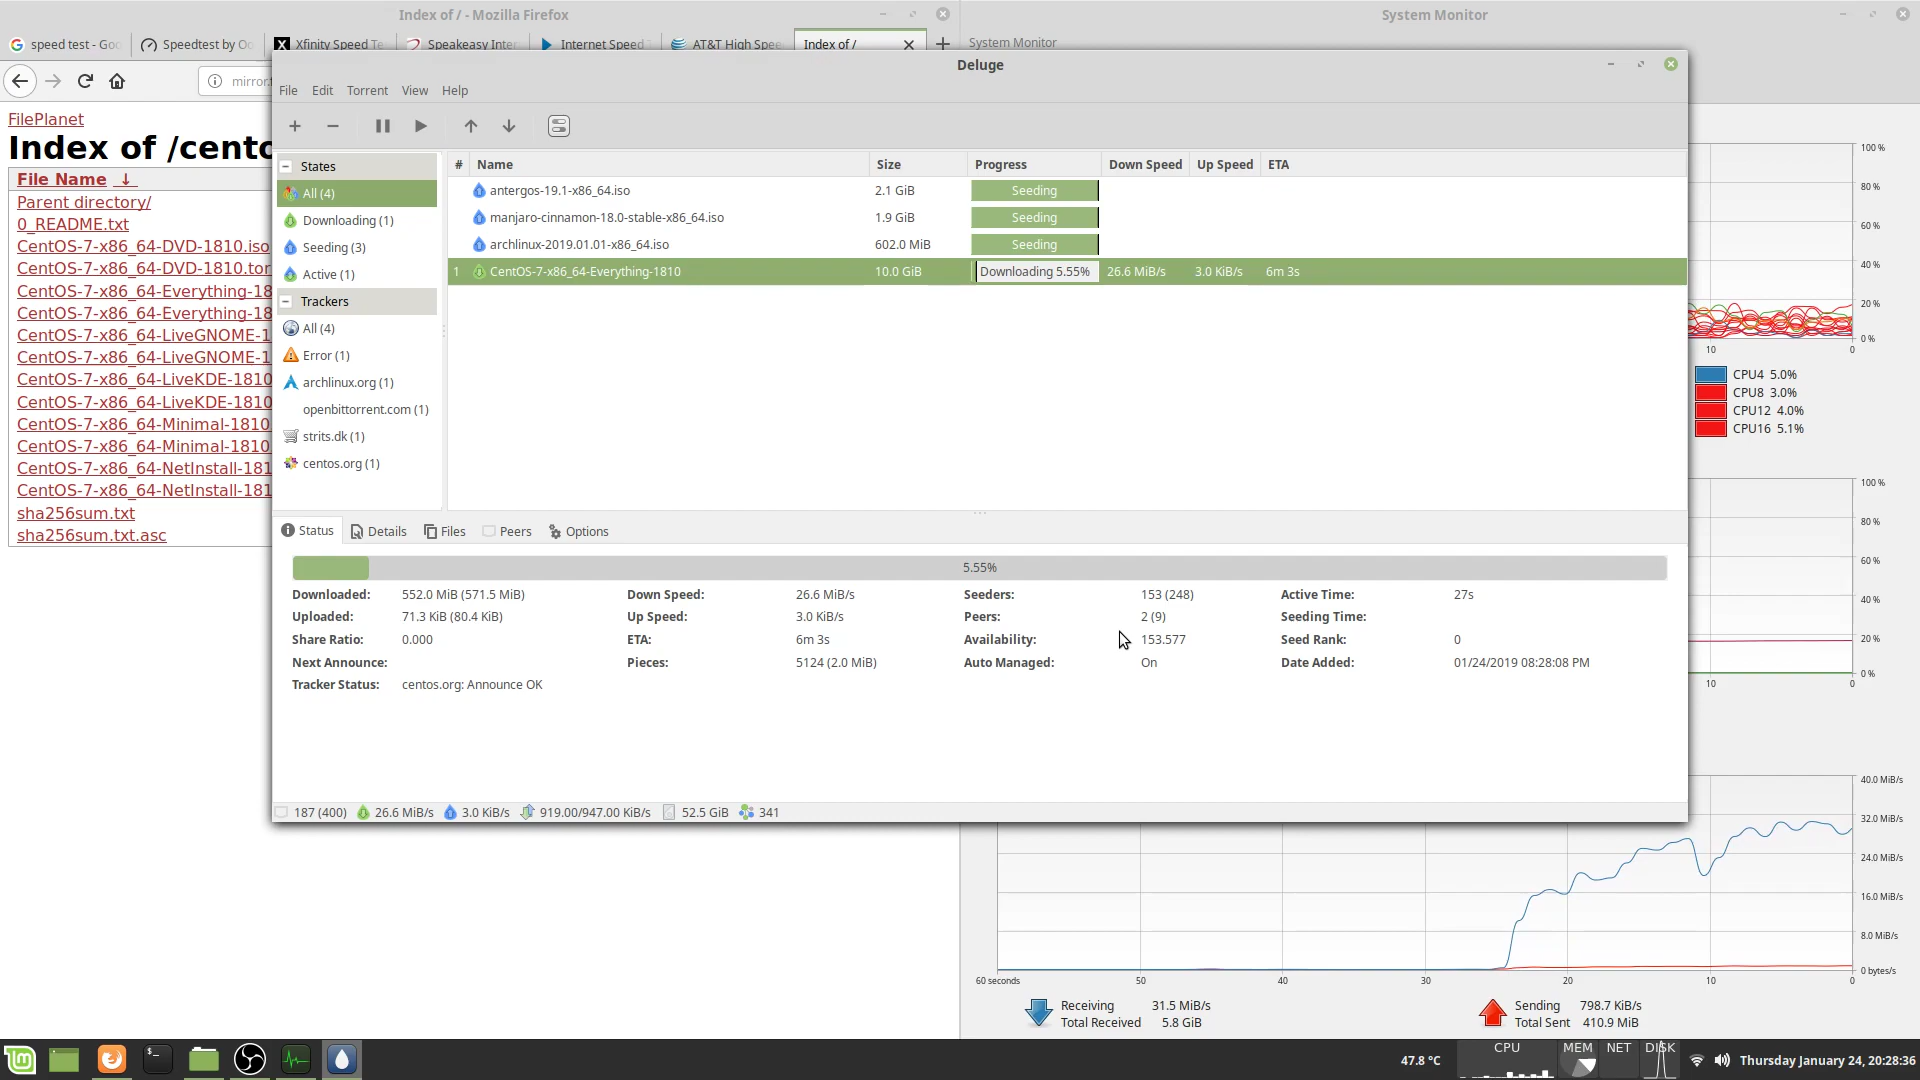 Index of / - Mozilla Firefox
System Monitor
speed test - Goo
Speedtest by Oo
Xfinity Speed Te
Speakeasy Inter
Internet Speed
AT&T High Spee
Index of /
System Monitor
mirror.
FilePlanet
Index of /cento
File Name ↓
Parent directory/
0_README.txt
CentOS-7-x86_64-DVD-1810.iso
CentOS-7-x86_64-DVD-1810.tor
CentOS-7-x86_64-Everything-18
CentOS-7-x86_64-Everything-18
CentOS-7-x86_64-LiveGNOME-1
CentOS-7-x86_64-LiveGNOME-1
CentOS-7-x86_64-LiveKDE-1810
CentOS-7-x86_64-LiveKDE-1810
CentOS-7-x86_64-Minimal-1810
CentOS-7-x86_64-Minimal-1810
CentOS-7-x86_64-NetInstall-181
CentOS-7-x86_64-NetInstall-181
sha256sum.txt
sha256sum.txt.asc
Deluge
File Edit Torrent View Help
States
All (4)
Downloading (1)
Seeding (3)
Active (1)
Trackers
All (4)
Error (1)
archlinux.org (1)
openbittorrent.com (1)
strits.dk (1)
centos.org (1)
# Name Size Progress Down Speed Up Speed ETA
antergos-19.1-x86_64.iso 2.1 GiB Seeding
manjaro-cinnamon-18.0-stable-x86_64.iso 1.9 GiB Seeding
archlinux-2019.01.01-x86_64.iso 602.0 MiB Seeding
1 CentOS-7-x86_64-Everything-1810 10.0 GiB Downloading 5.55% 26.6 MiB/s 3.0 KiB/s 6m 3s
Status Details Files Peers Options
5.55%
Downloaded: 552.0 MiB (571.5 MiB) Down Speed: 26.6 MiB/s Seeders: 153 (248) Active Time: 27s
Uploaded: 71.3 KiB (80.4 KiB) Up Speed: 3.0 KiB/s Peers: 2 (9) Seeding Time:
Share Ratio: 0.000 ETA: 6m 3s Availability: 153.577 Seed Rank: 0
Next Announce: Pieces: 5124 (2.0 MiB) Auto Managed: On Date Added: 01/24/2019 08:28:08 PM
Tracker Status: centos.org: Announce OK
187 (400) 26.6 MiB/s 3.0 KiB/s 919.00/947.00 KiB/s 52.5 GiB 341
100 %
80 %
60 %
40 %
20 %
0 %
10 0
CPU4 5.0%
CPU8 3.0%
CPU12 4.0%
CPU16 5.1%
100 %
80 %
60 %
40 %
20 %
0 %
10 0
40.0 MiB/s
32.0 MiB/s
24.0 MiB/s
16.0 MiB/s
8.0 MiB/s
0 bytes/s
60 seconds 50 40 30 20 10 0
Receiving 31.5 MiB/s Sending 798.7 KiB/s
Total Received 5.8 GiB Total Sent 410.9 MiB
47.8 °C CPU MEM NET DISK Thursday January 24, 20:28:36